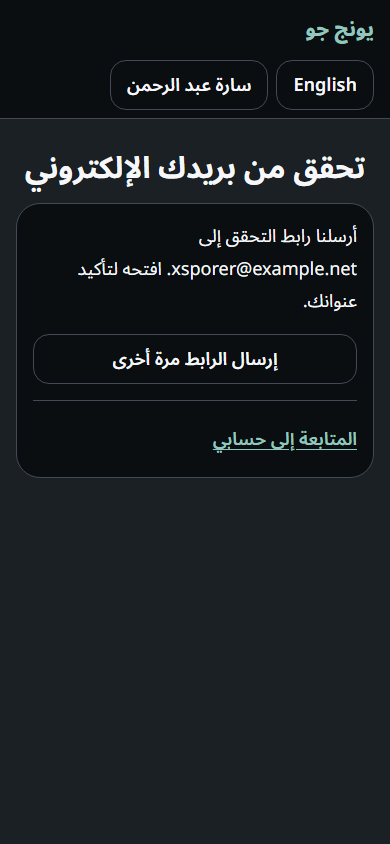 يونج جو
English
سارة عبد الرحمن
تحقق من بريدك الإلكتروني
أرسلنا رابط التحقق إلى
xsporer@example.net. افتحه لتأكيد
عنوانك.
إرسال الرابط مرة أخرى
المتابعة إلى حسابي